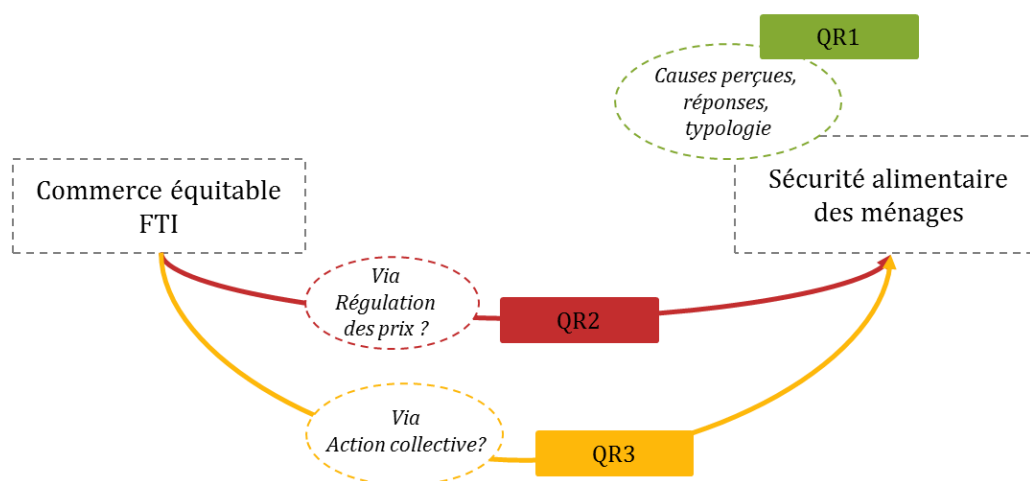 QR1
Causes perçues,
réponses,
typologie
Commerce équitable
FTI
Sécurité alimentaire
des ménages
Via
Régulation
des prix ?
QR2
Via
Action collective?
QR3